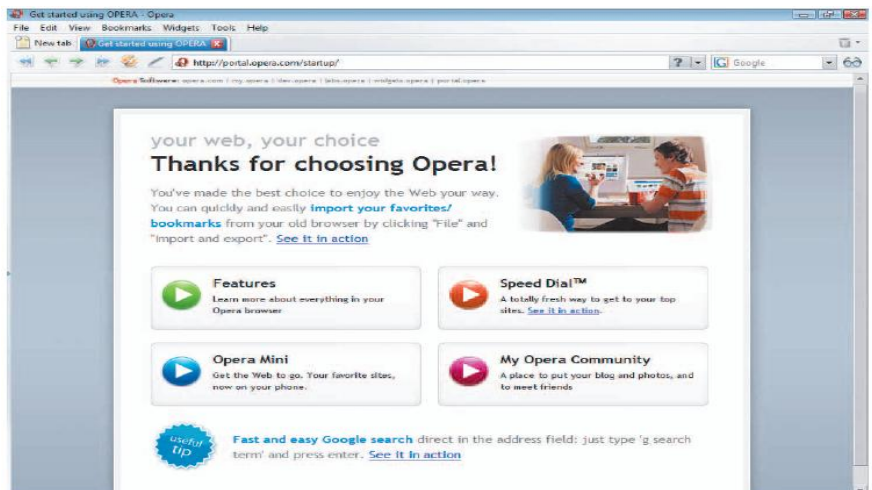 Get started using OPERA - Opera
File Edit View Bookmarks Widgets Tools Help
New tab Get started using OPERA
http://portal.opera.com/startup/ ? Google
Opera Software: opera.com | my.opera | dev.opera | labs.opera | widgets.opera | portal.opera
your web, your choice
Thanks for choosing Opera!
You've made the best choice to enjoy the Web your way.
You can quickly and easily import your favorites/
bookmarks from your old browser by clicking "File" and
"import and export". See it in action
Features
Learn more about everything in your
Opera browser
Speed Dial™
A totally fresh way to get to your top
sites. See it in action.
Opera Mini
Get the Web to go. Your favorite sites,
now on your phone.
My Opera Community
A place to put your blog and photos, and
to meet friends
useful
tip
Fast and easy Google search direct in the address field: just type 'g search
term' and press enter. See it in action